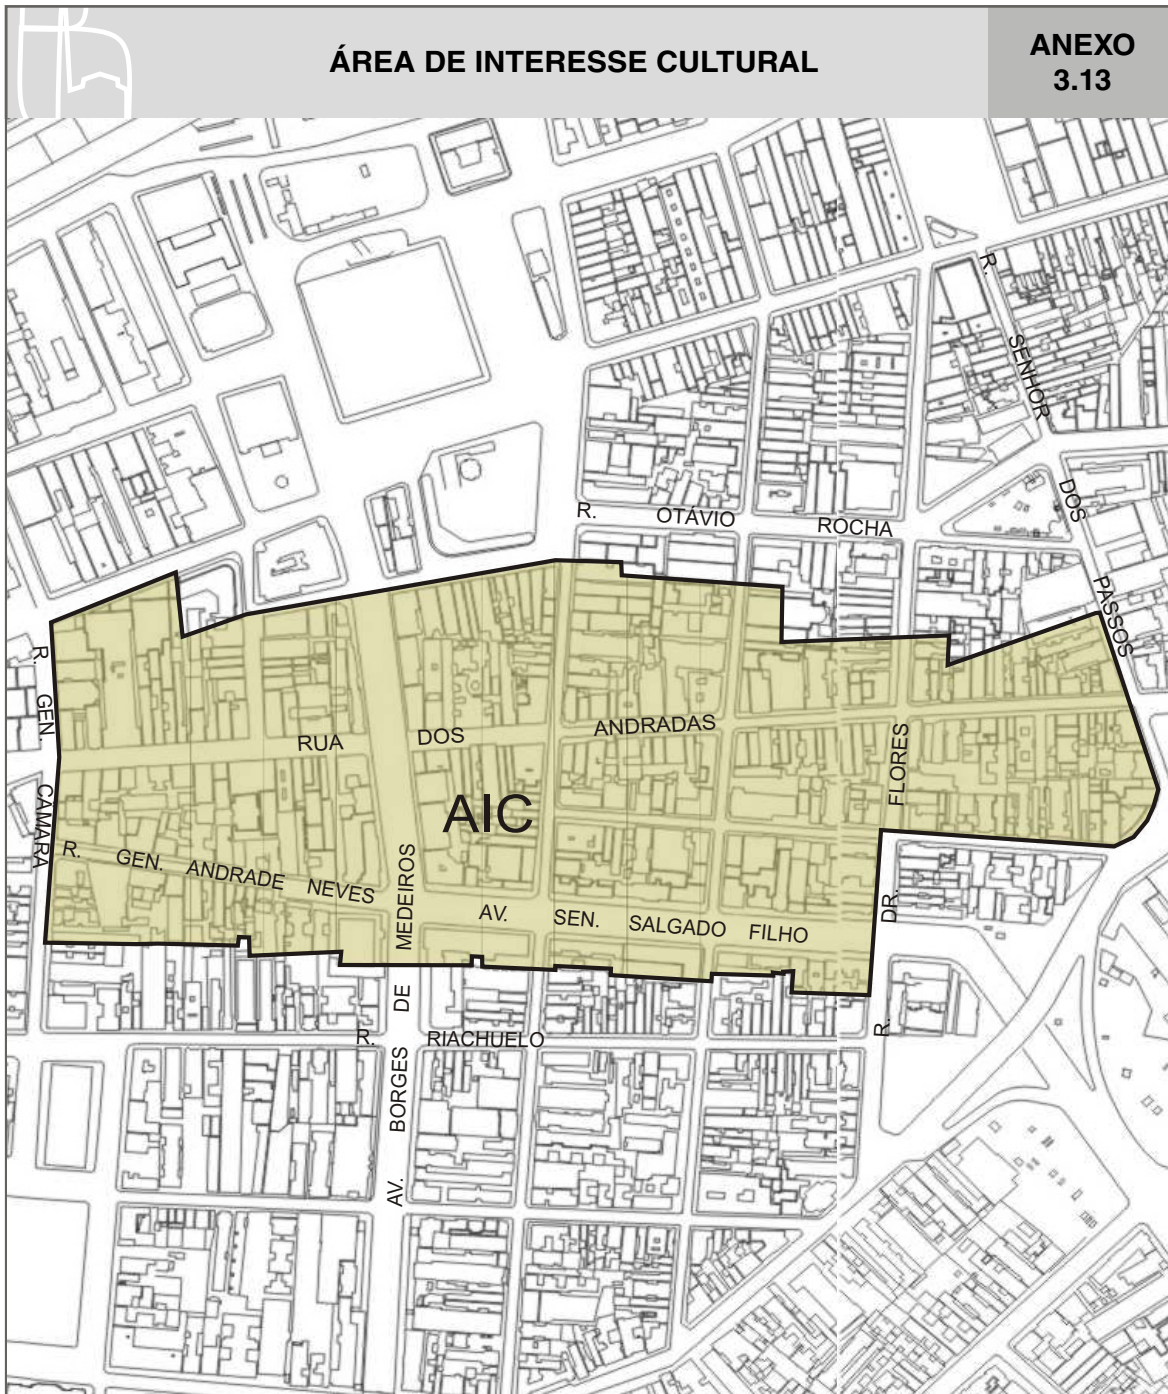 ÁREA DE INTERESSE CULTURAL
ANEXO
3.13
R. SENHOR DOS PASSOS
R. OTÁVIO ROCHA
R. GEN. CÂMARA
RUA DOS ANDRADAS
AIC
R. DR. FLORES
R. GEN. ANDRADE NEVES
AV. SEN. SALGADO FILHO
AV. BORGES DE MEDEIROS
R. RIACHUELO